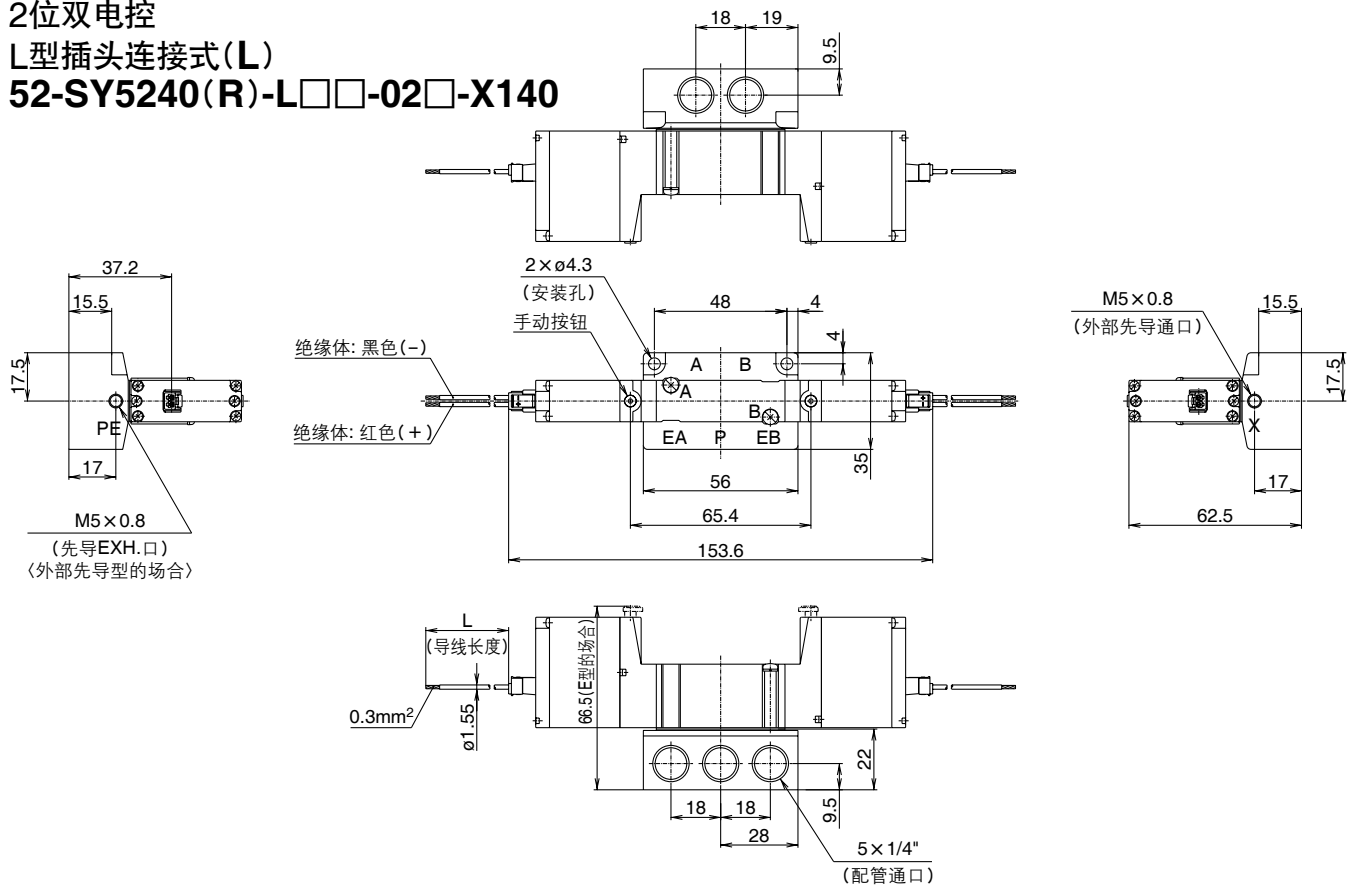 2位双电控
L型插头连接式(L)
52-SY5240(R)-L□□-02□-X140
18
19
9.5
37.2
15.5
17.5
PE
17
M5×0.8
(先导EXH.口)
〈外部先导型的场合〉
2×ø4.3
(安装孔)
手动按钮
绝缘体: 黑色(−)
绝缘体: 红色(+)
48
4
4
A
B
A
B
EA
P
EB
35
56
65.4
153.6
M5×0.8
(外部先导通口)
15.5
17.5
X
17
62.5
L
(导线长度)
0.3mm²
ø1.55
66.5(E型的场合)
22
9.5
18
18
28
5×1/4"
(配管通口)